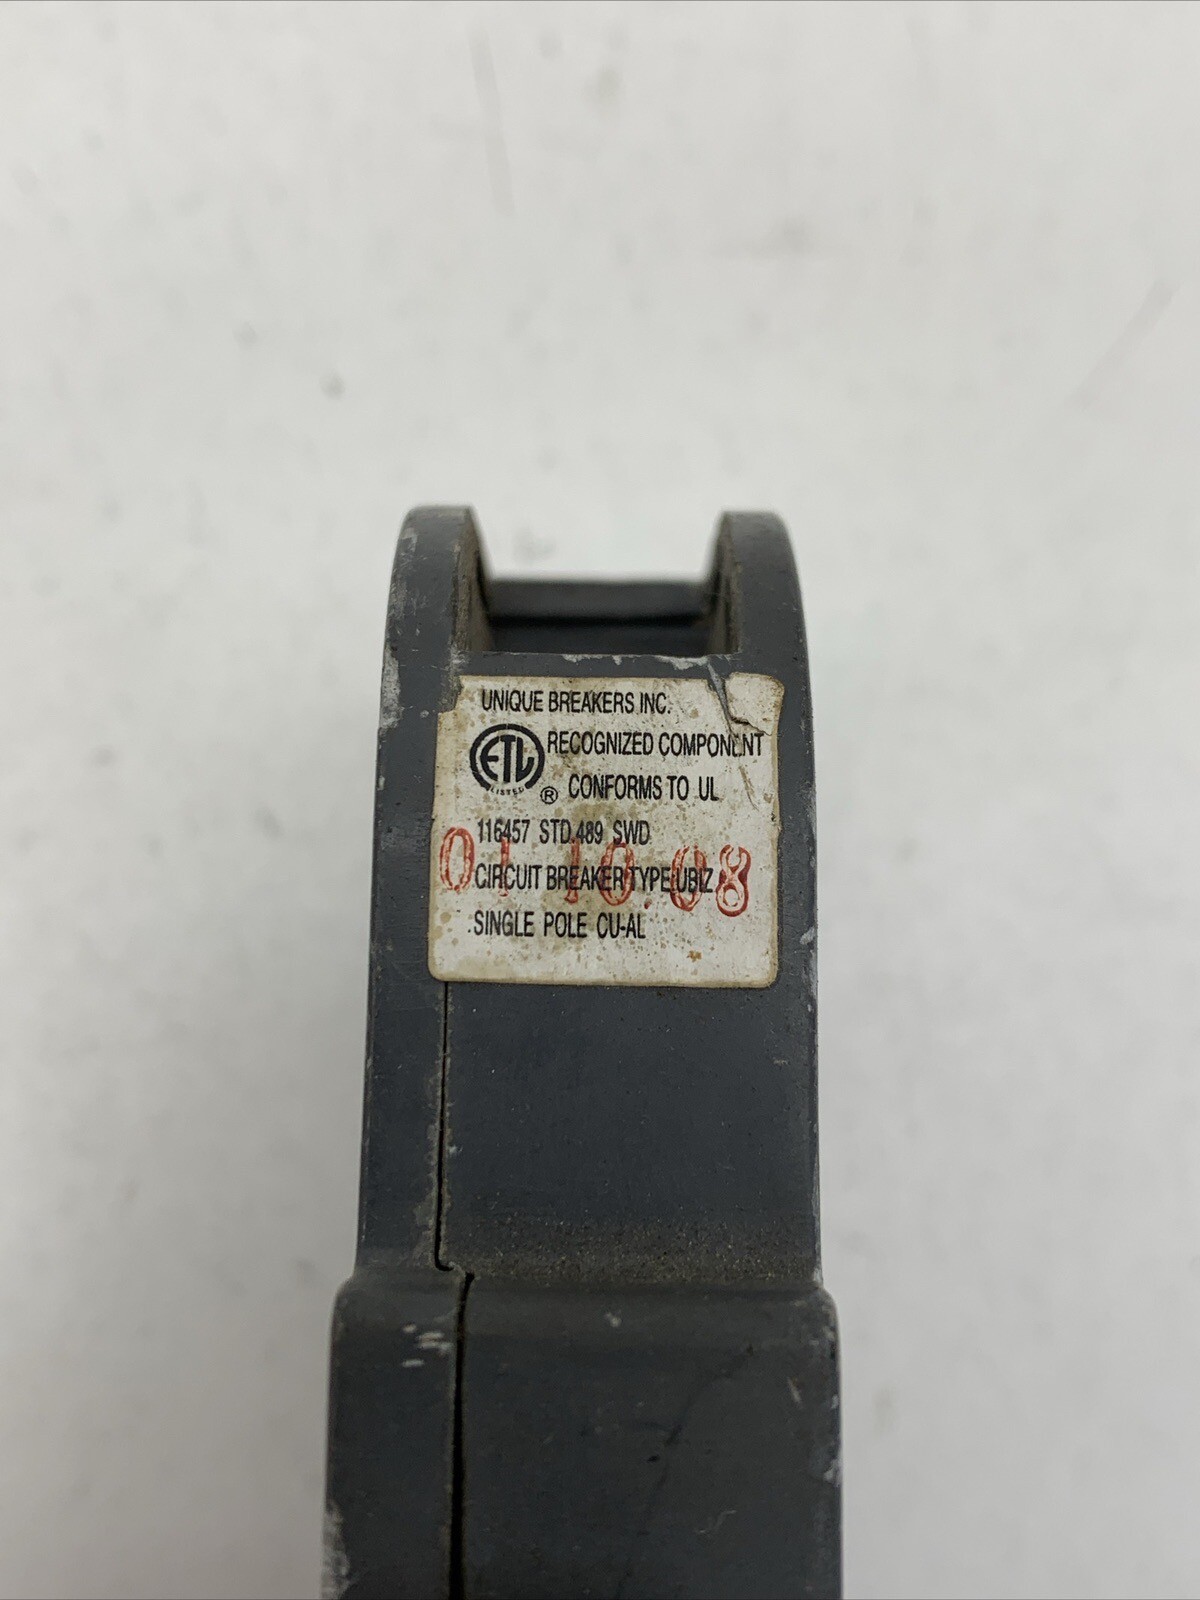 UNIQUE BREAKERS INC.
ETL LISTED ® RECOGNIZED COMPONENT
CONFORMS TO UL
116457 STD.489 SWD
01 10.08
CIRCUIT BREAKER TYPE UBIZ
SINGLE POLE CU-AL